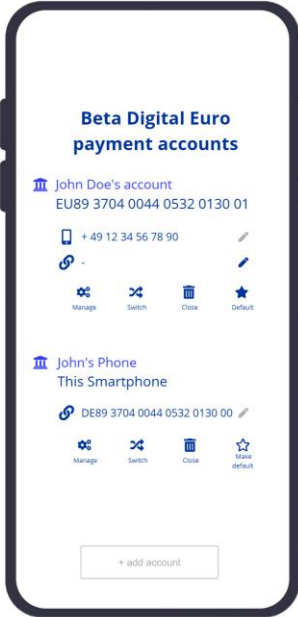 Beta Digital Euro
payment accounts
John Doe's account
EU89 3704 0044 0532 0130 01
+ 49 12 34 56 78 90
-
Manage Switch Close Default
John's Phone
This Smartphone
DE89 3704 0044 0532 0130 00
Manage Switch Close Make
default
+ add account